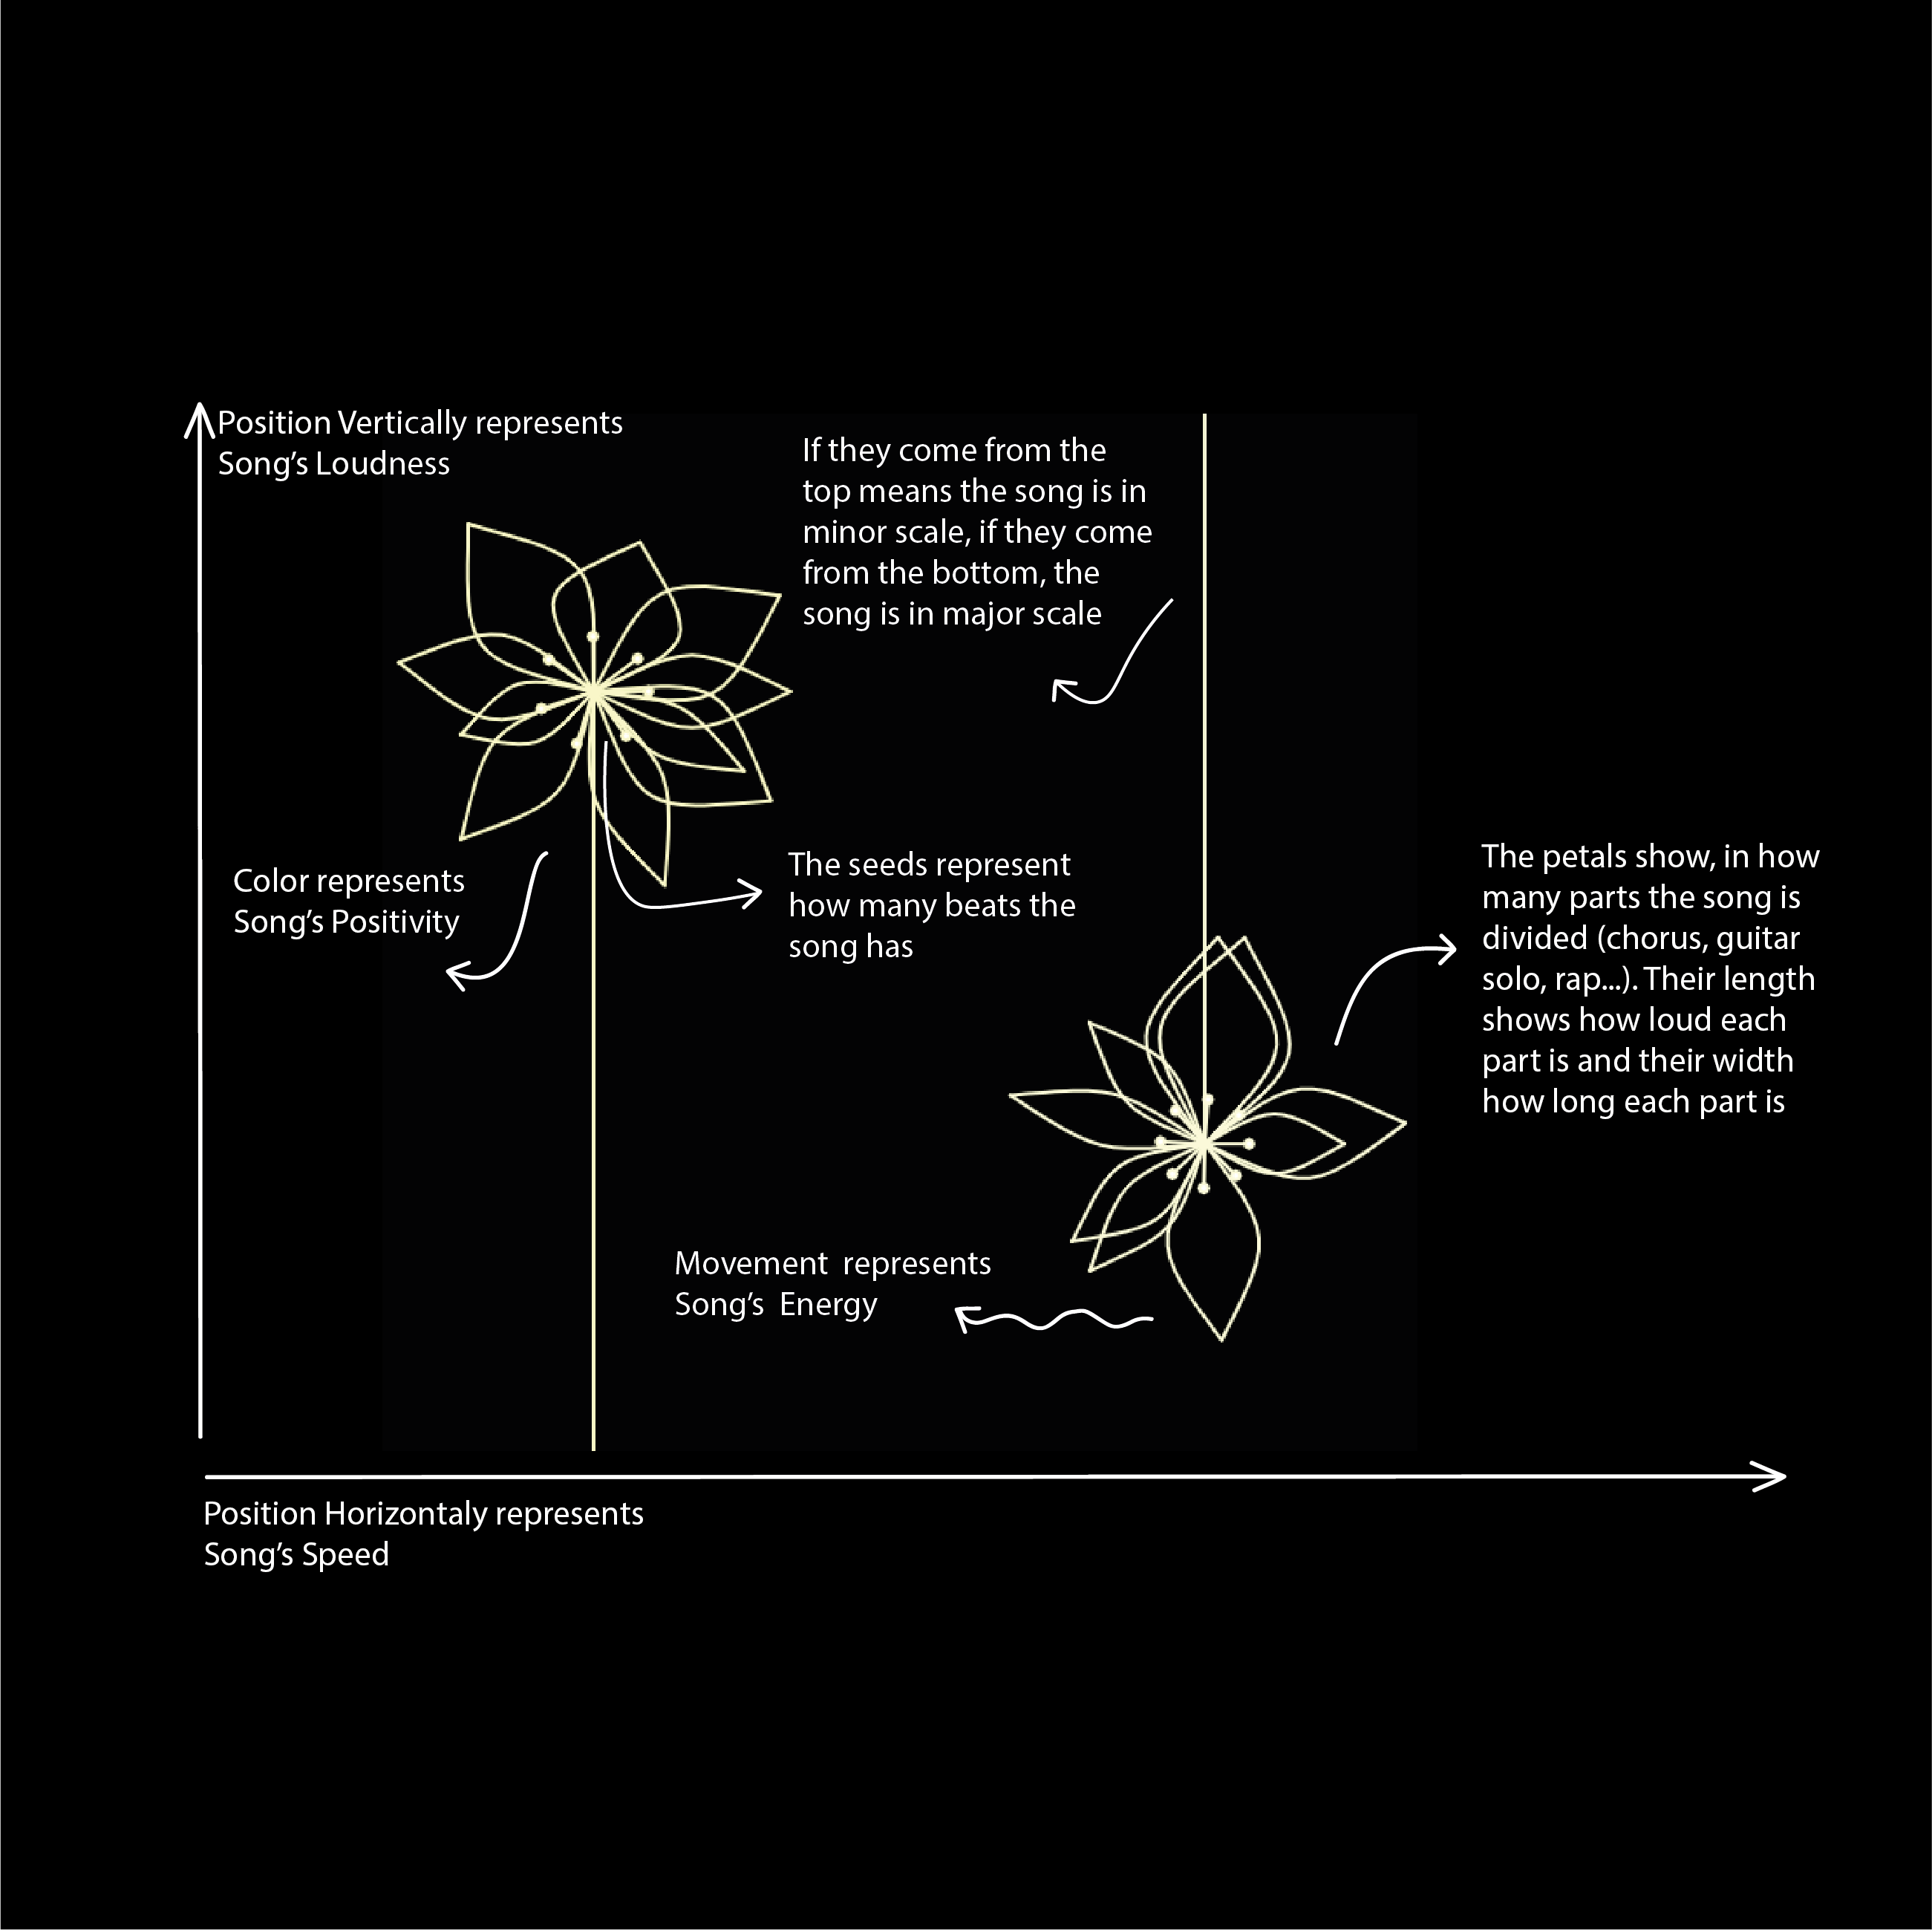 Position Vertically represents
Song's Loudness
If they come from the
top means the song is in
minor scale, if they come
from the bottom, the
song is in major scale
Color represents
Song's Positivity
The seeds represent
how many beats the
song has
The petals show, in how
many parts the song is
divided (chorus, guitar
solo, rap...). Their length
shows how loud each
part is and their width
how long each part is
Movement  represents
Song's  Energy
Position Horizontaly represents
Song's Speed